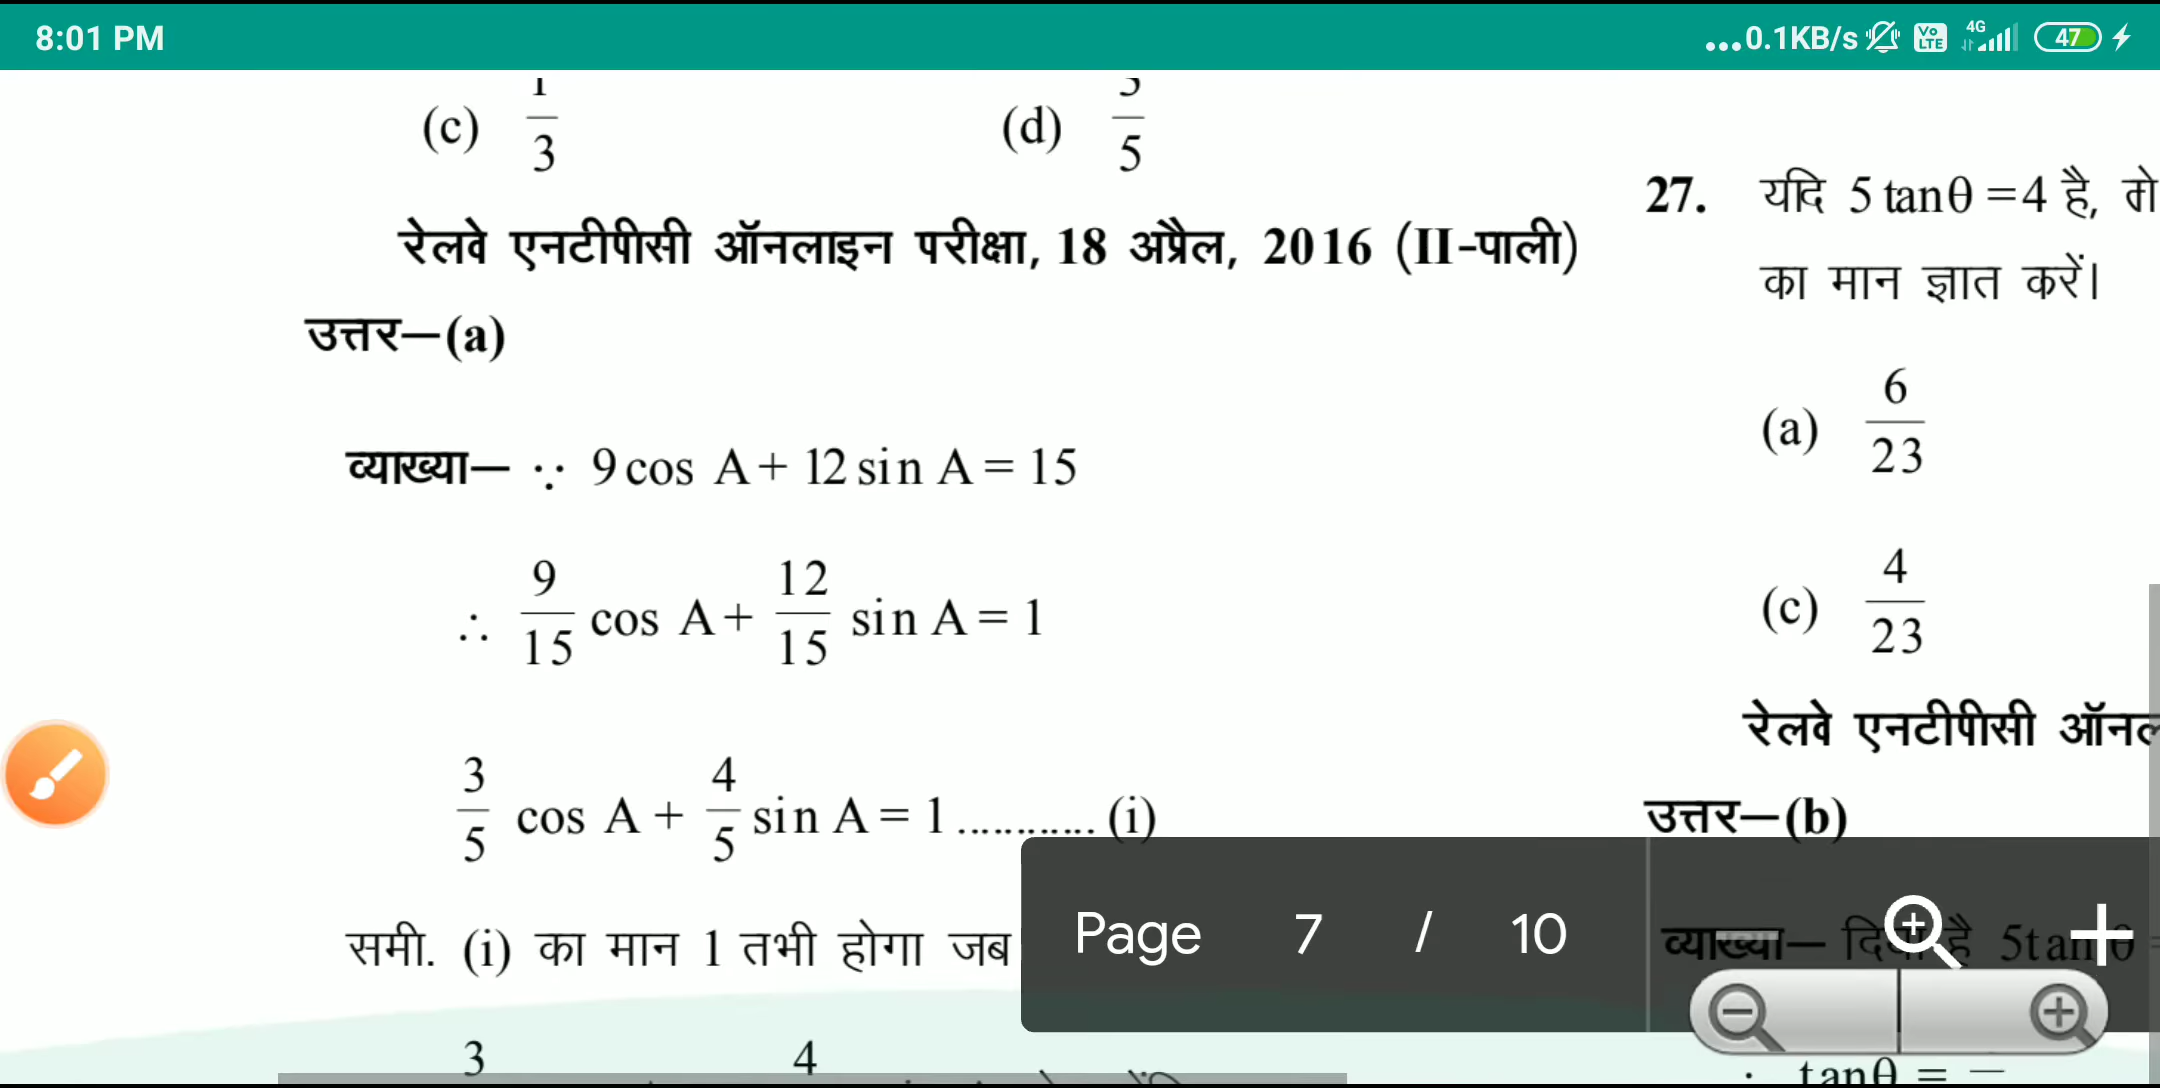 8:01 PM
...0.1KB/s Vo LTE 4G 47
(c) 1/3 (d) 3/5
रेलवे एनटीपीसी ऑनलाइन परीक्षा, 18 अप्रैल, 2016 (II-पाली)
उत्तर—(a)
व्याख्या— ∵ 9 cos A + 12 sin A = 15
∴ 9/15 cos A + 12/15 sin A = 1
3/5 cos A + 4/5 sin A = 1 ............ (i)
समी. (i) का मान 1 तभी होगा जब
3 4
27. यदि 5 tanθ = 4 है, तो
का मान ज्ञात करें।
(a) 6/23
(c) 4/23
रेलवे एनटीपीसी
उत्तर—(b)
व्याख्या— दिया है 5tanθ =
tanθ =
Page 7 / 10